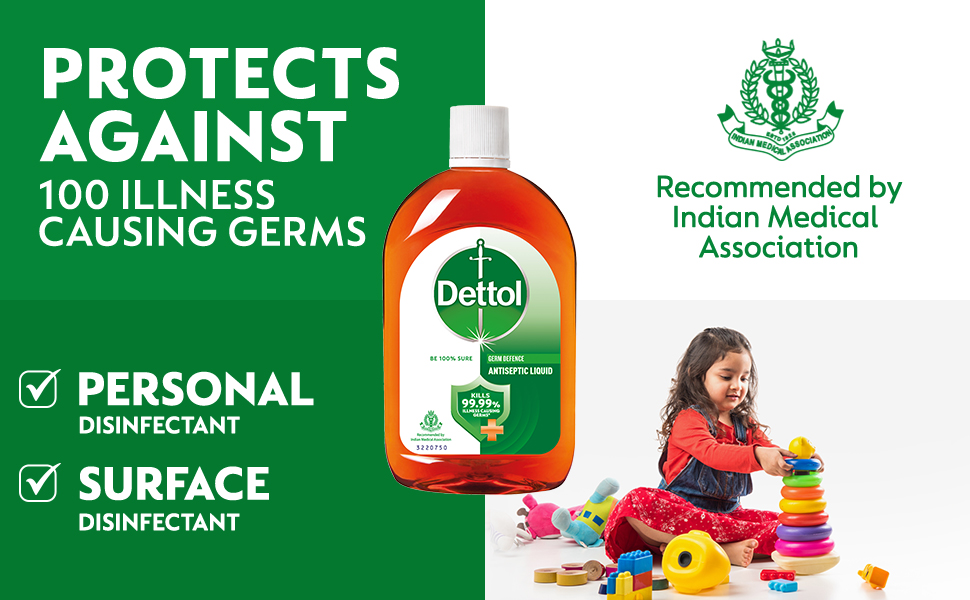 PROTECTS
AGAINST
100 ILLNESS
CAUSING GERMS
PERSONAL
DISINFECTANT
SURFACE
DISINFECTANT
Dettol
BE 100% SURE
GERM DEFENCE
ANTISEPTIC LIQUID
KILLS
99.99%
ILLNESS CAUSING
GERMS*
Recommended by
Indian Medical Association
3220750
ESTD 1928
INDIAN MEDICAL ASSOCIATION
Recommended by
Indian Medical
Association